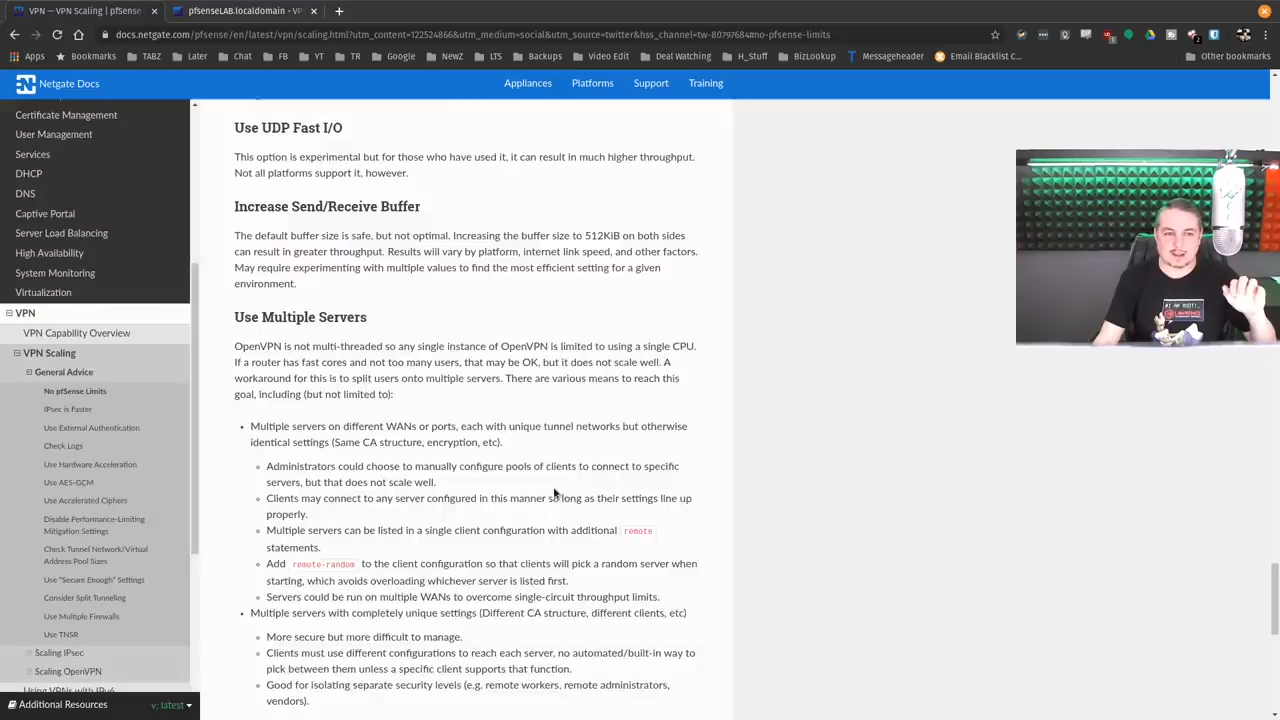 VPN — VPN Scaling | pfSense
pfsenseLAB.localdomain - VP
docs.netgate.com/pfsense/en/latest/vpn/scaling.html?utm_content=122524866&utm_medium=social&utm_source=twitter&hss_channel=tw-80797684#no-pfsense-limits
Apps Bookmarks TABZ Later Chat FB YT TR Google NewZ LTS Backups Video Edit Deal Watching H_Stuff BizLookup Messageheader Email Blacklist C... Other bookmarks
Netgate Docs
Appliances Platforms Support Training
Certificate Management
User Management
Services
DHCP
DNS
Captive Portal
Server Load Balancing
High Availability
System Monitoring
Virtualization
VPN
VPN Capability Overview
VPN Scaling
General Advice
No pfSense Limits
IPsec is Faster
Use External Authentication
Check Logs
Use Hardware Acceleration
Use AES-GCM
Use Accelerated Ciphers
Disable Performance-Limiting
Mitigation Settings
Check Tunnel Network/Virtual
Address Pool Sizes
Use "Secure Enough" Settings
Consider Split Tunneling
Use Multiple Firewalls
Use TNSR
Scaling IPsec
Scaling OpenVPN
Using VPNs with IPv6
Additional Resources
v: latest
Use UDP Fast I/O
This option is experimental but for those who have used it, it can result in much higher throughput.
Not all platforms support it, however.
Increase Send/Receive Buffer
The default buffer size is safe, but not optimal. Increasing the buffer size to 512KiB on both sides
can result in greater throughput. Results will vary by platform, internet link speed, and other factors.
May require experimenting with multiple values to find the most efficient setting for a given
environment.
Use Multiple Servers
OpenVPN is not multi-threaded so any single instance of OpenVPN is limited to using a single CPU.
If a router has fast cores and not too many users, that may be OK, but it does not scale well. A
workaround for this is to split users onto multiple servers. There are various means to reach this
goal, including (but not limited to):
• Multiple servers on different WANs or ports, each with unique tunnel networks but otherwise
identical settings (Same CA structure, encryption, etc).
Administrators could choose to manually configure pools of clients to connect to specific
servers, but that does not scale well.
Clients may connect to any server configured in this manner so long as their settings line up
properly.
Multiple servers can be listed in a single client configuration with additional remote
statements.
Add remote-random to the client configuration so that clients will pick a random server when
starting, which avoids overloading whichever server is listed first.
Servers could be run on multiple WANs to overcome single-circuit throughput limits.
• Multiple servers with completely unique settings (Different CA structure, different clients, etc)
More secure but more difficult to manage.
Clients must use different configurations to reach each server, no automated/built-in way to
pick between them unless a specific client supports that function.
Good for isolating separate security levels (e.g. remote workers, remote administrators,
vendors).
I AM ROOT!
LAWRENCE